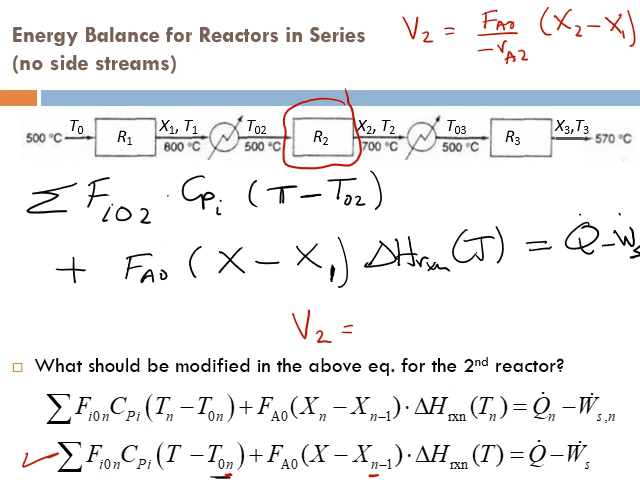 Energy Balance for Reactors in Series
(no side streams)
V₂ = F_A0 / -r_A2 (X₂ - X₁)
500 °C T₀ R₁ X₁, T₁ 800 °C T₀₂ 500 °C R₂ X₂, T₂ 700 °C T₀₃ 500 °C R₃ X₃,T₃ 570 °C
Σ F_i02 · Cp_i (T - T₀₂)
+ F_A0 (X - X₁) ΔH_rxn (T) = Q̇ - Ẇ_s
V₂ =
What should be modified in the above eq. for the 2nd reactor?
∑ F_i0n C_Pi (T_n − T_0n) + F_A0 (X_n − X_n−1) · ΔH_rxn (T_n) = Q̇_n − Ẇ_s,n
∑ F_i0n C_Pi (T − T_0n) + F_A0 (X − X_n−1) · ΔH_rxn (T) = Q̇ − Ẇ_s